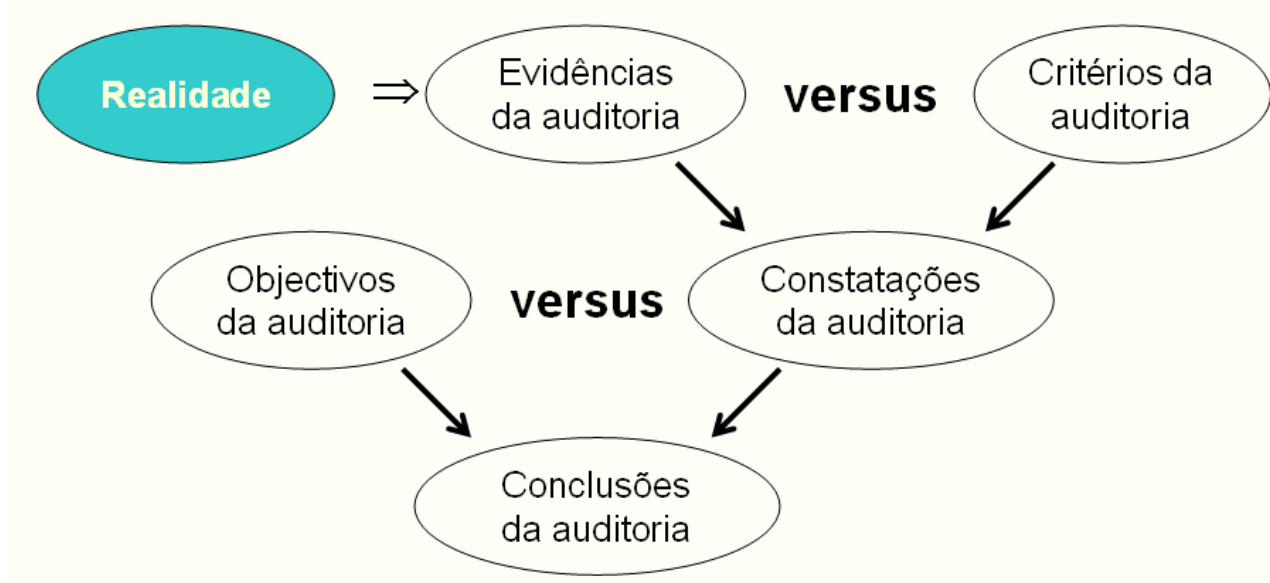 Realidade
⇒
Evidências
da auditoria
versus
Critérios da
auditoria
Objectivos
da auditoria
versus
Constatações
da auditoria
Conclusões
da auditoria